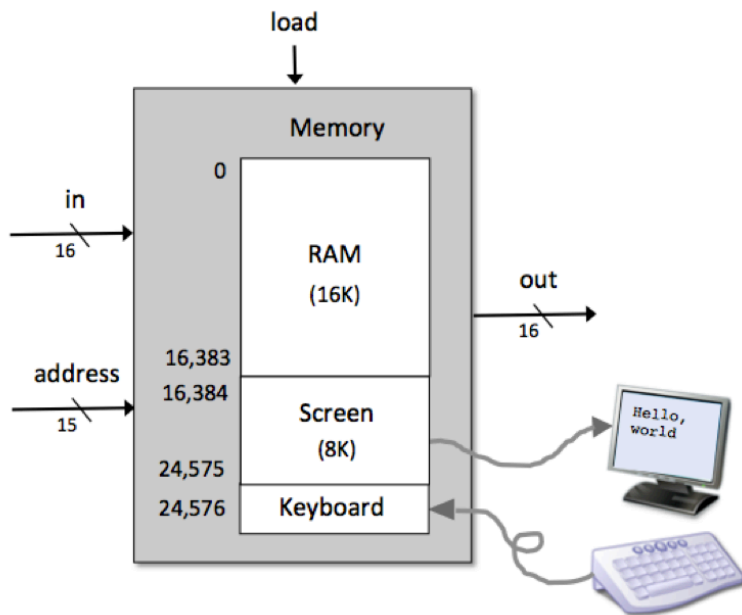 load
Memory
0
in
16
RAM
(16K)
out
16
16,383
address
16,384
15
Screen
(8K)
Hello,
world
24,575
24,576
Keyboard